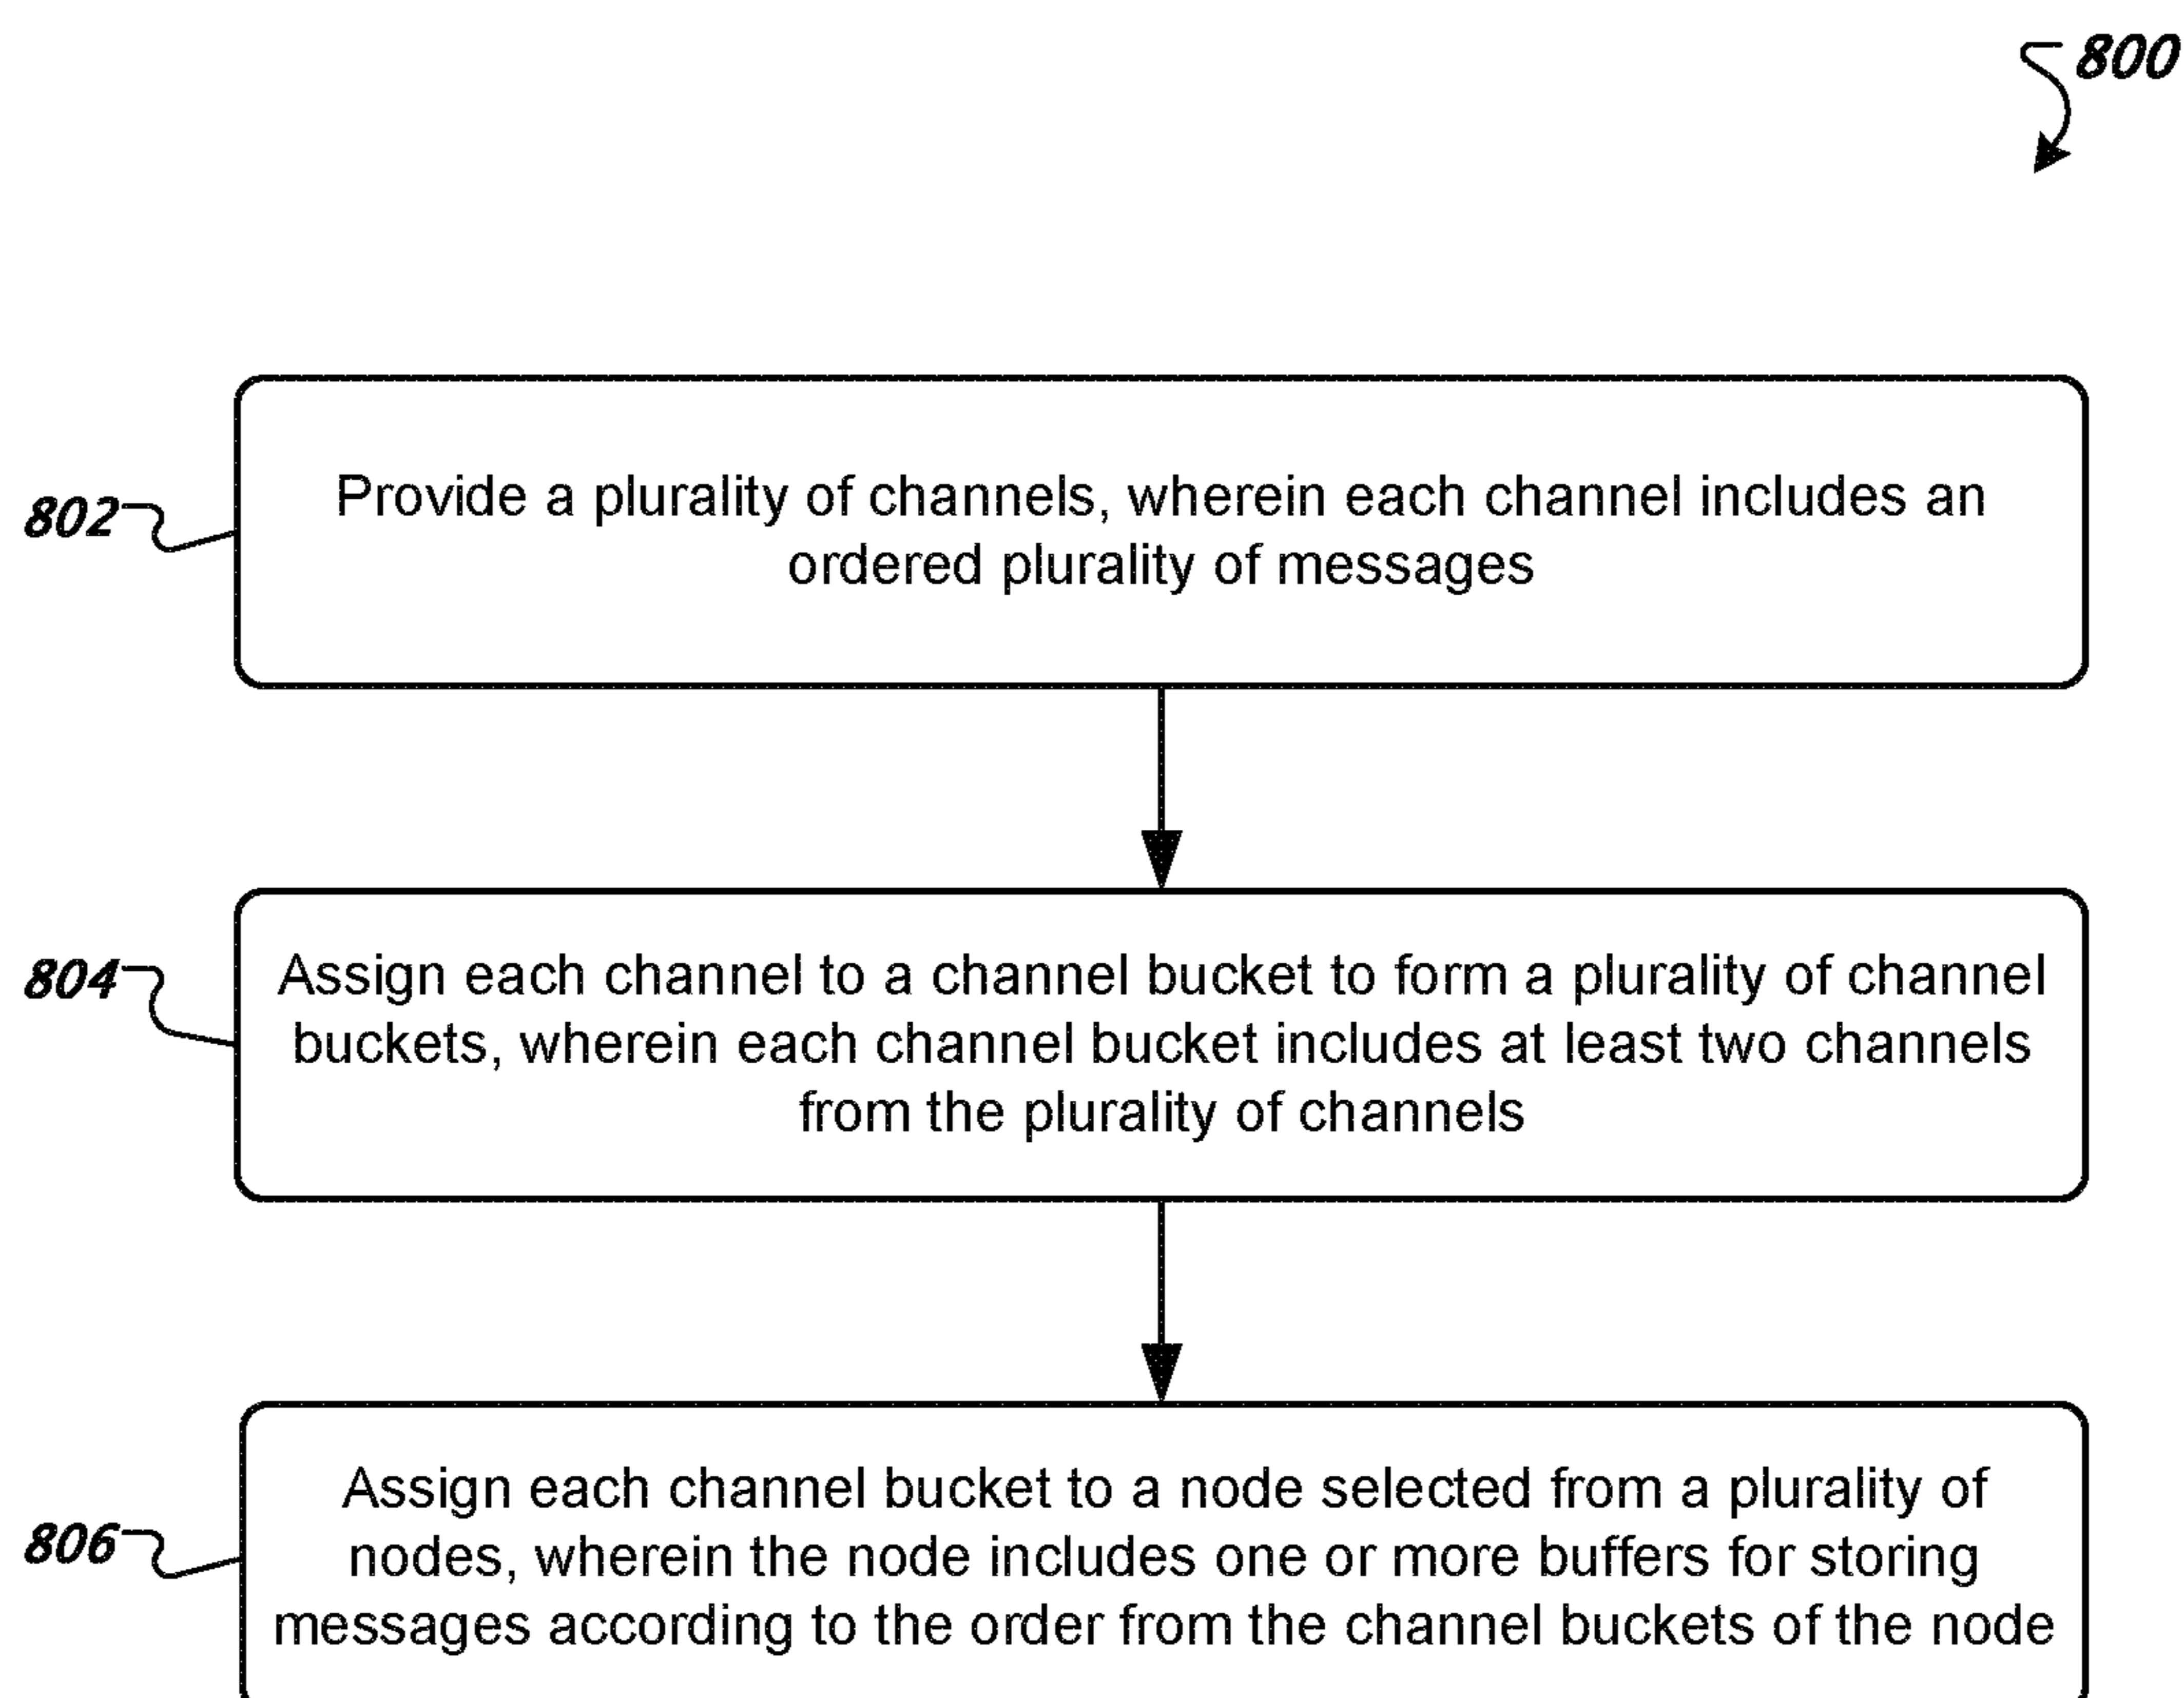 800
802
Provide a plurality of channels, wherein each channel includes an
ordered plurality of messages
804
Assign each channel to a channel bucket to form a plurality of channel
buckets, wherein each channel bucket includes at least two channels
from the plurality of channels
806
Assign each channel bucket to a node selected from a plurality of
nodes, wherein the node includes one or more buffers for storing
messages according to the order from the channel buckets of the node